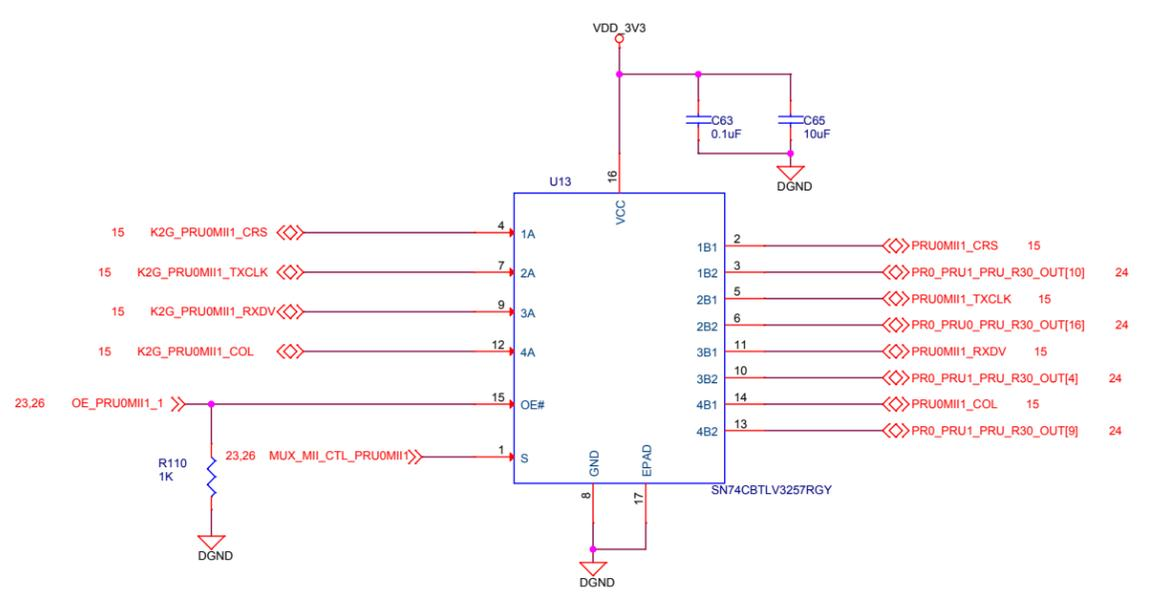 VDD_3V3
C63
0.1uF
C65
10uF
DGND
U13
16
VCC
15 K2G_PRU0MII1_CRS 4 1A
15 K2G_PRU0MII1_TXCLK 7 2A
15 K2G_PRU0MII1_RXDV 9 3A
15 K2G_PRU0MII1_COL 12 4A
23,26 OE_PRU0MII1_1 15 OE#
23,26 MUX_MII_CTL_PRU0MII1 1 S
1B1 2 PRU0MII1_CRS 15
1B2 3 PR0_PRU1_PRU_R30_OUT[10] 24
2B1 5 PRU0MII1_TXCLK 15
2B2 6 PR0_PRU0_PRU_R30_OUT[16] 24
3B1 11 PRU0MII1_RXDV 15
3B2 10 PR0_PRU1_PRU_R30_OUT[4] 24
4B1 14 PRU0MII1_COL 15
4B2 13 PR0_PRU1_PRU_R30_OUT[9] 24
R110
1K
DGND
GND
EPAD
8
17
SN74CBTLV3257RGY
DGND